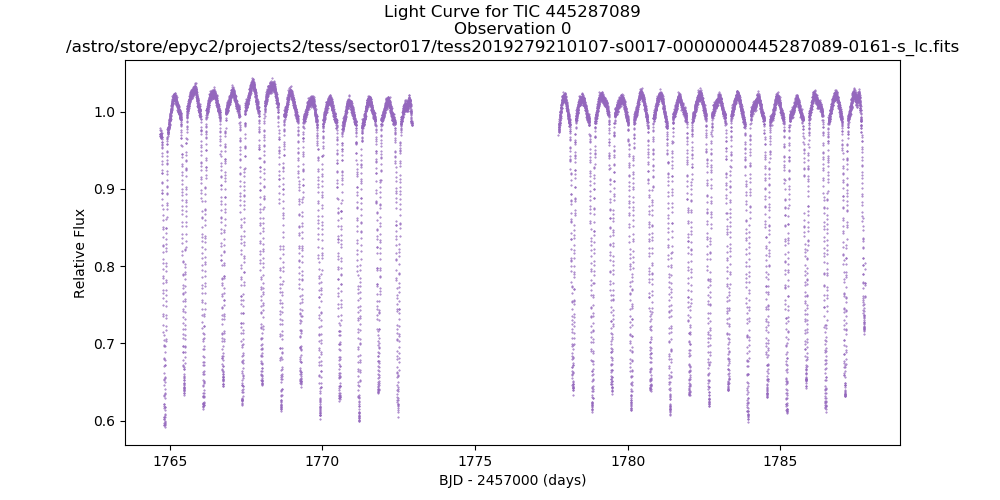 Light Curve for TIC 445287089
Observation 0
/astro/store/epyc2/projects2/tess/sector017/tess2019279210107-s0017-0000000445287089-0161-s_lc.fits
Relative Flux
1.0
0.9
0.8
0.7
0.6
1765
1770
1775
1780
1785
BJD - 2457000 (days)